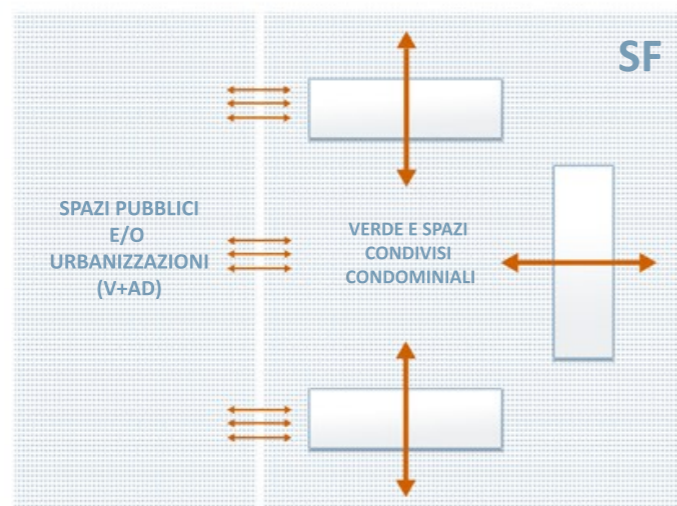 SF
SPAZI PUBBLICI
E/O
URBANIZZAZIONI
(V+AD)
VERDE E SPAZI
CONDIVISI
CONDOMINIALI